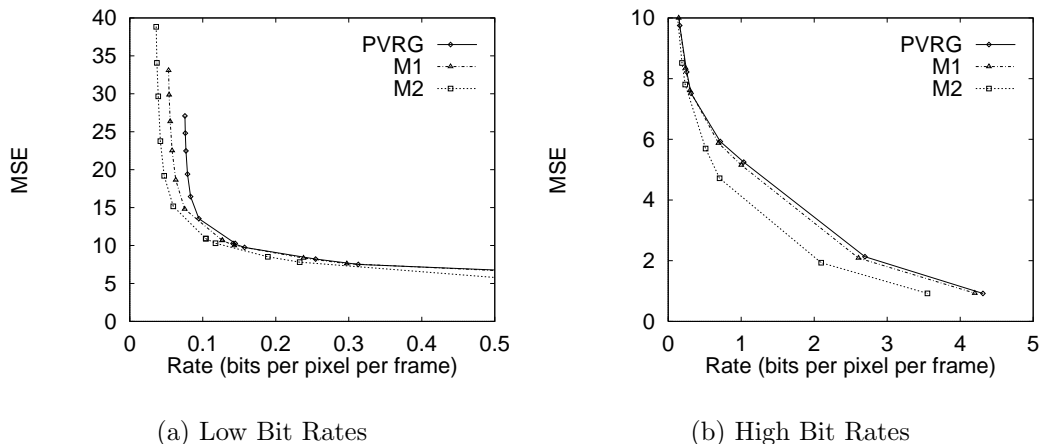 40
35
30
25
20
15
10
5
0
MSE
0 0.1 0.2 0.3 0.4 0.5
Rate (bits per pixel per frame)
PVRG
M1
M2
(a) Low Bit Rates
10
8
6
4
2
0
MSE
0 1 2 3 4 5
Rate (bits per pixel per frame)
PVRG
M1
M2
(b) High Bit Rates